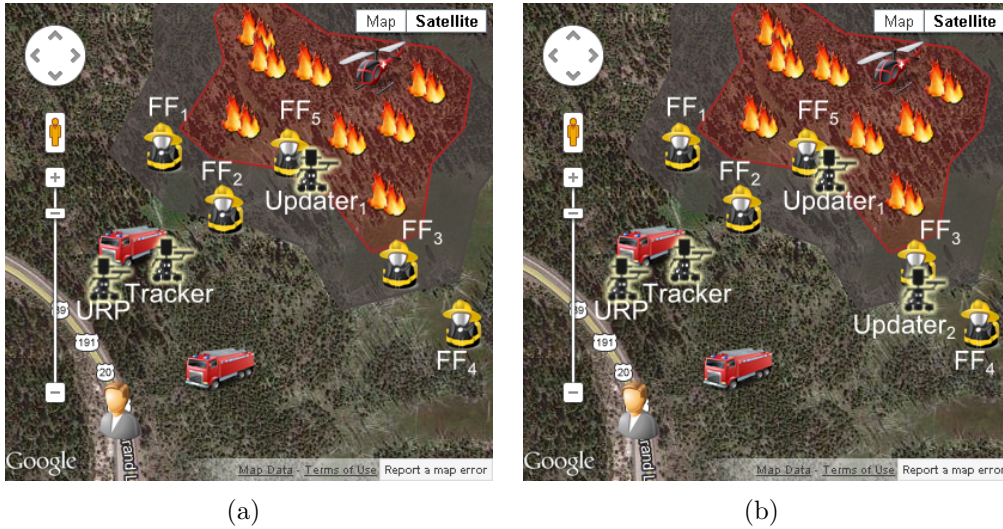 Map Satellite
FF1
FF5
FF2
Updater1
FF3
Tracker
URP
89
191
FF4
20
Google
Map Data - Terms of Use Report a map error
(a)
Map Satellite
FF1
FF5
FF2
Updater1
FF3
Tracker
URP
89
191
Updater2
FF4
20
Google
Map Data - Terms of Use Report a map error
(b)